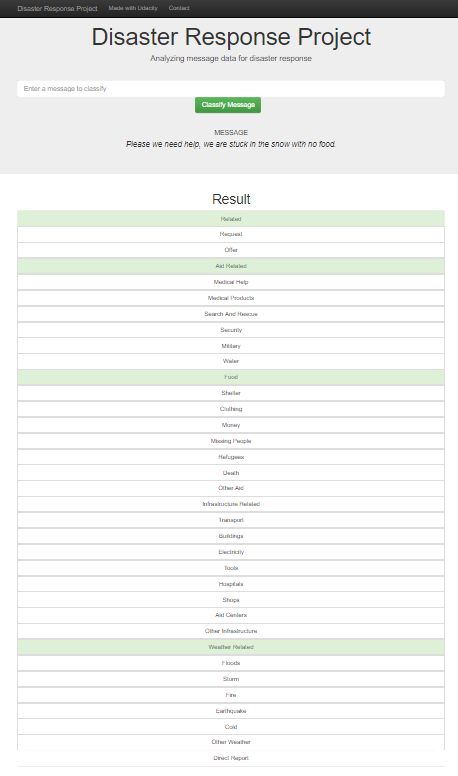 Disaster Response Project Made with Udacity Contact
Disaster Response Project
Analyzing message data for disaster response
Enter a message to classify
Classify Message
MESSAGE
Please we need help, we are stuck in the snow with no food.
Result
Related
Request
Offer
Aid Related
Medical Help
Medical Products
Search And Rescue
Security
Military
Water
Food
Shelter
Clothing
Money
Missing People
Refugees
Death
Other Aid
Infrastructure Related
Transport
Buildings
Electricity
Tools
Hospitals
Shops
Aid Centers
Other Infrastructure
Weather Related
Floods
Storm
Fire
Earthquake
Cold
Other Weather
Direct Report